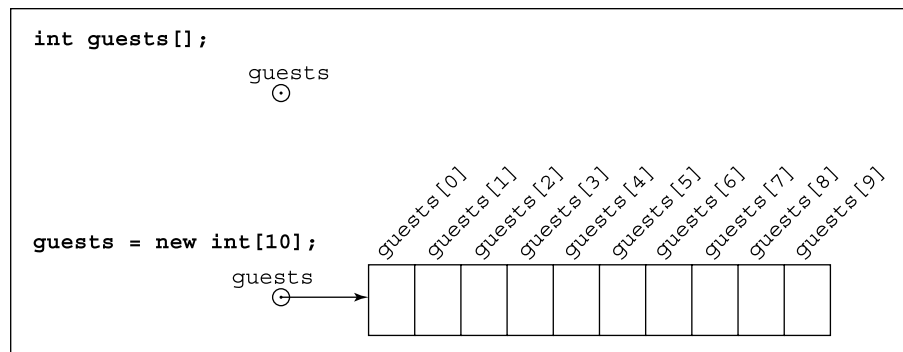 int guests[];
guests
guests[0] guests[1] guests[2] guests[3] guests[4] guests[5] guests[6] guests[7] guests[8] guests[9]
guests = new int[10];
guests